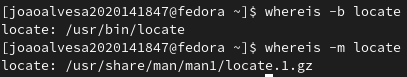 [joaoalvesa2020141847@fedora ~]$ whereis -b locate
locate: /usr/bin/locate
[joaoalvesa2020141847@fedora ~]$ whereis -m locate
locate: /usr/share/man/man1/locate.1.gz